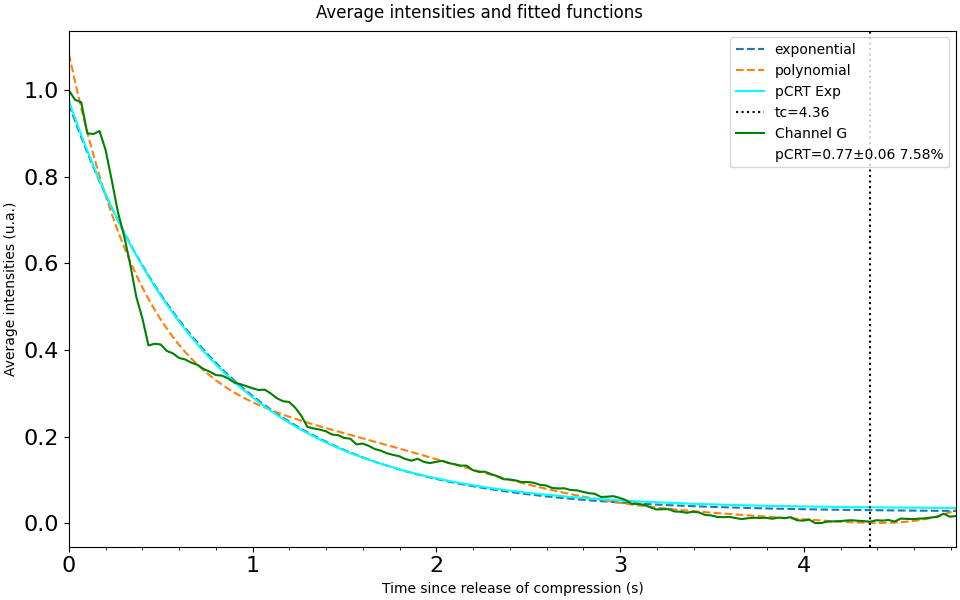 Average intensities and fitted functions
exponential
polynomial
pCRT Exp
tc=4.36
Channel G
pCRT=0.77±0.06 7.58%
Average intensities (u.a.)
1.0
0.8
0.6
0.4
0.2
0.0
0 1 2 3 4
Time since release of compression (s)